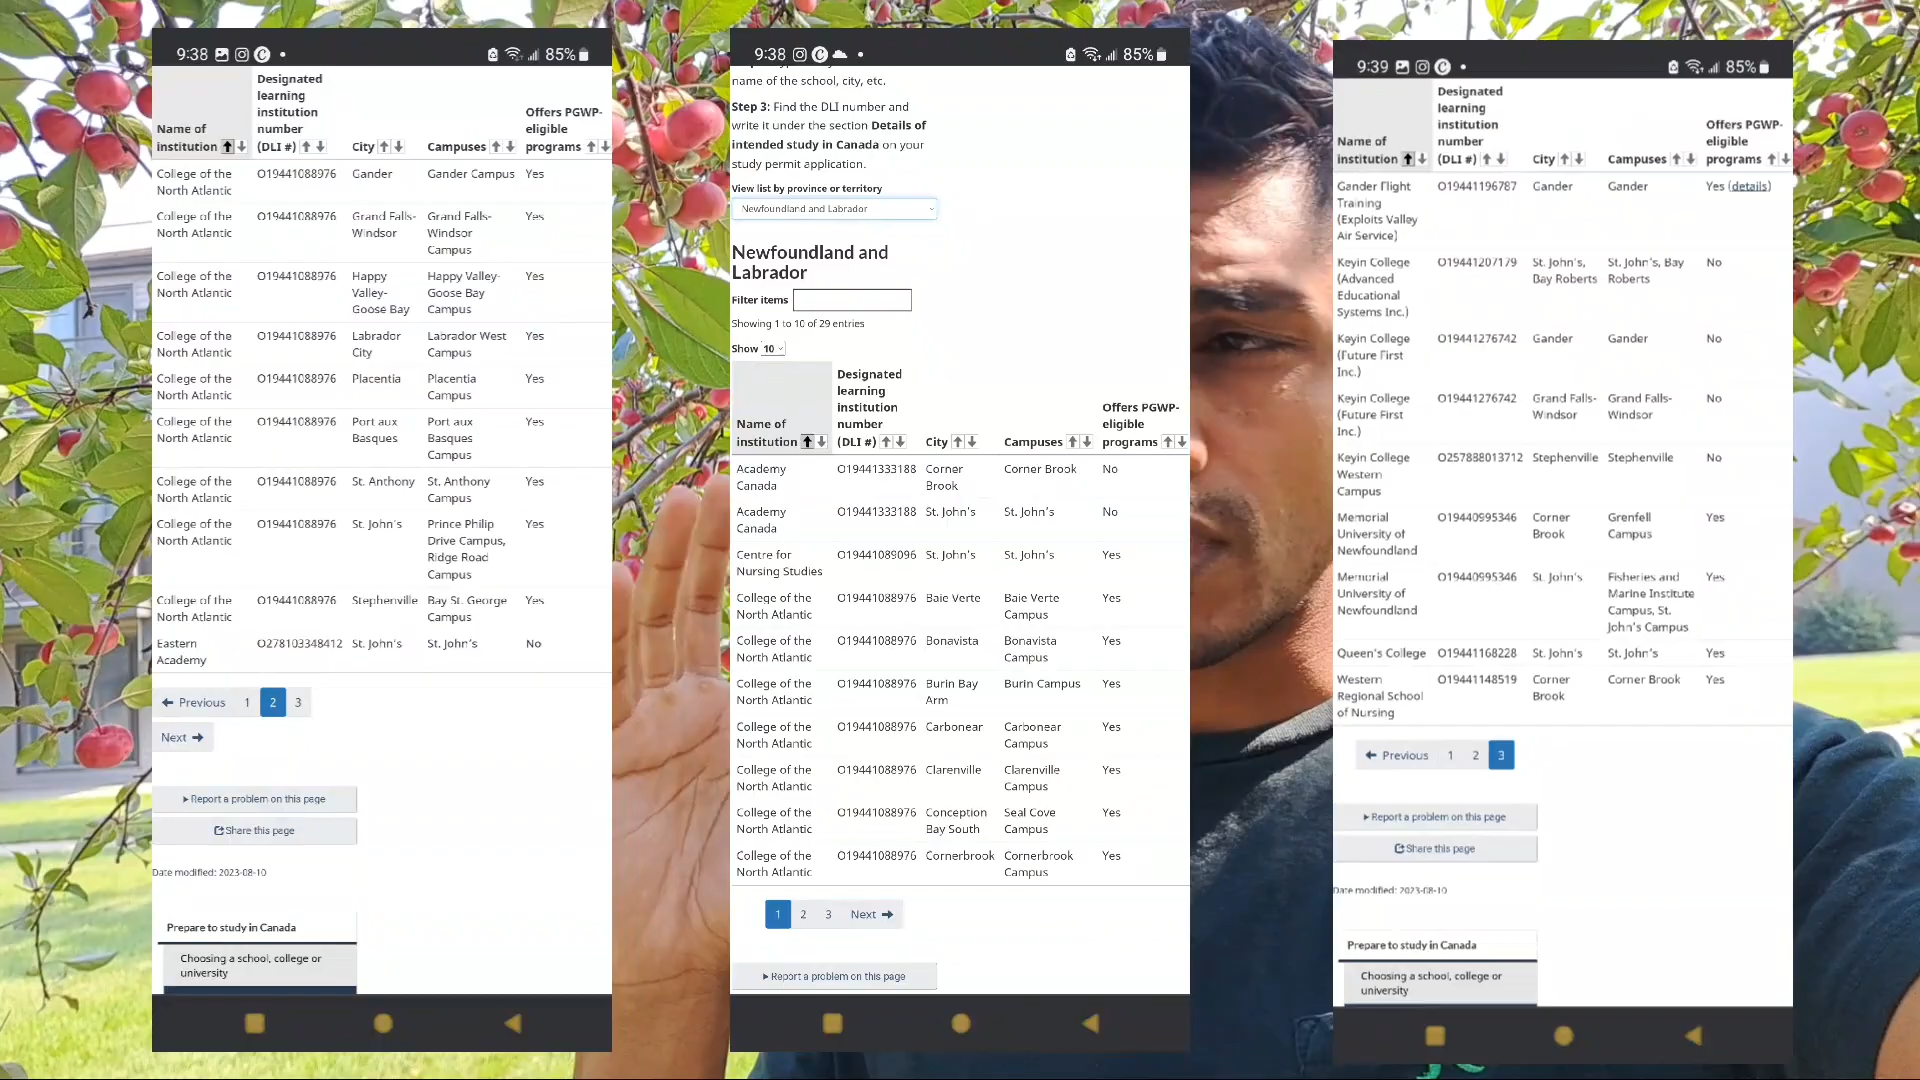 9:38
85%
Designated
learning
institution
number
(DLI #)
Name of
institution
City
Campuses
Offers PGWP-
eligible
programs
College of the
North Atlantic
O19441088976
Gander
Gander Campus
Yes
College of the
North Atlantic
O19441088976
Grand Falls-
Windsor
Grand Falls-
Windsor
Campus
Yes
College of the
North Atlantic
O19441088976
Happy
Valley-
Goose Bay
Happy Valley-
Goose Bay
Campus
Yes
College of the
North Atlantic
O19441088976
Labrador
City
Labrador West
Campus
Yes
College of the
North Atlantic
O19441088976
Placentia
Placentia
Campus
Yes
College of the
North Atlantic
O19441088976
Port aux
Basques
Port aux
Basques
Campus
Yes
College of the
North Atlantic
O19441088976
St. Anthony
St. Anthony
Campus
Yes
College of the
North Atlantic
O19441088976
St. John's
Prince Philip
Drive Campus,
Ridge Road
Campus
Yes
College of the
North Atlantic
O19441088976
Stephenville
Bay St. George
Campus
Yes
Eastern
Academy
O278103348412
St. John's
St. John's
No
Previous 1 2 3
Next
Report a problem on this page
Share this page
Date modified: 2023-08-10
Prepare to study in Canada
Choosing a school, college or
university
9:38
85%
name of the school, city, etc.
Step 3: Find the DLI number and
write it under the section Details of
intended study in Canada on your
study permit application.
View list by province or territory
Newfoundland and Labrador
Newfoundland and
Labrador
Filter items
Showing 1 to 10 of 29 entries
Show 10
Designated
learning
institution
number
(DLI #)
Name of
institution
City
Campuses
Offers PGWP-
eligible
programs
Academy
Canada
O19441333188
Corner
Brook
Corner Brook
No
Academy
Canada
O19441333188
St. John's
St. John's
No
Centre for
Nursing Studies
O19441089096
St. John's
St. John's
Yes
College of the
North Atlantic
O19441088976
Baie Verte
Baie Verte
Campus
Yes
College of the
North Atlantic
O19441088976
Bonavista
Bonavista
Campus
Yes
College of the
North Atlantic
O19441088976
Burin Bay
Arm
Burin Campus
Yes
College of the
North Atlantic
O19441088976
Carbonear
Carbonear
Campus
Yes
College of the
North Atlantic
O19441088976
Clarenville
Clarenville
Campus
Yes
College of the
North Atlantic
O19441088976
Conception
Bay South
Seal Cove
Campus
Yes
College of the
North Atlantic
O19441088976
Cornerbrook
Cornerbrook
Campus
Yes
1 2 3 Next
Report a problem on this page
9:39
85%
Designated
learning
institution
number
(DLI #)
Name of
institution
City
Campuses
Offers PGWP-
eligible
programs
Gander Flight
Training
(Exploits Valley
Air Service)
O19441196787
Gander
Gander
Yes (details)
Keyin College
(Advanced
Educational
Systems Inc.)
O19441207179
St. John's,
Bay Roberts
St. John's, Bay
Roberts
No
Keyin College
(Future First
Inc.)
O19441276742
Gander
Gander
No
Keyin College
(Future First
Inc.)
O19441276742
Grand Falls-
Windsor
Grand Falls-
Windsor
No
Keyin College
Western
Campus
O257888013712
Stephenville
Stephenville
No
Memorial
University of
Newfoundland
O19440995346
Corner
Brook
Grenfell
Campus
Yes
Memorial
University of
Newfoundland
O19440995346
St. John's
Fisheries and
Marine Institute
Campus, St.
John's Campus
Yes
Queen's College
O19441168228
St. John's
St. John's
Yes
Western
Regional School
of Nursing
O19441148519
Corner
Brook
Corner Brook
Yes
Previous 1 2 3
Report a problem on this page
Share this page
Date modified: 2023-08-10
Prepare to study in Canada
Choosing a school, college or
university